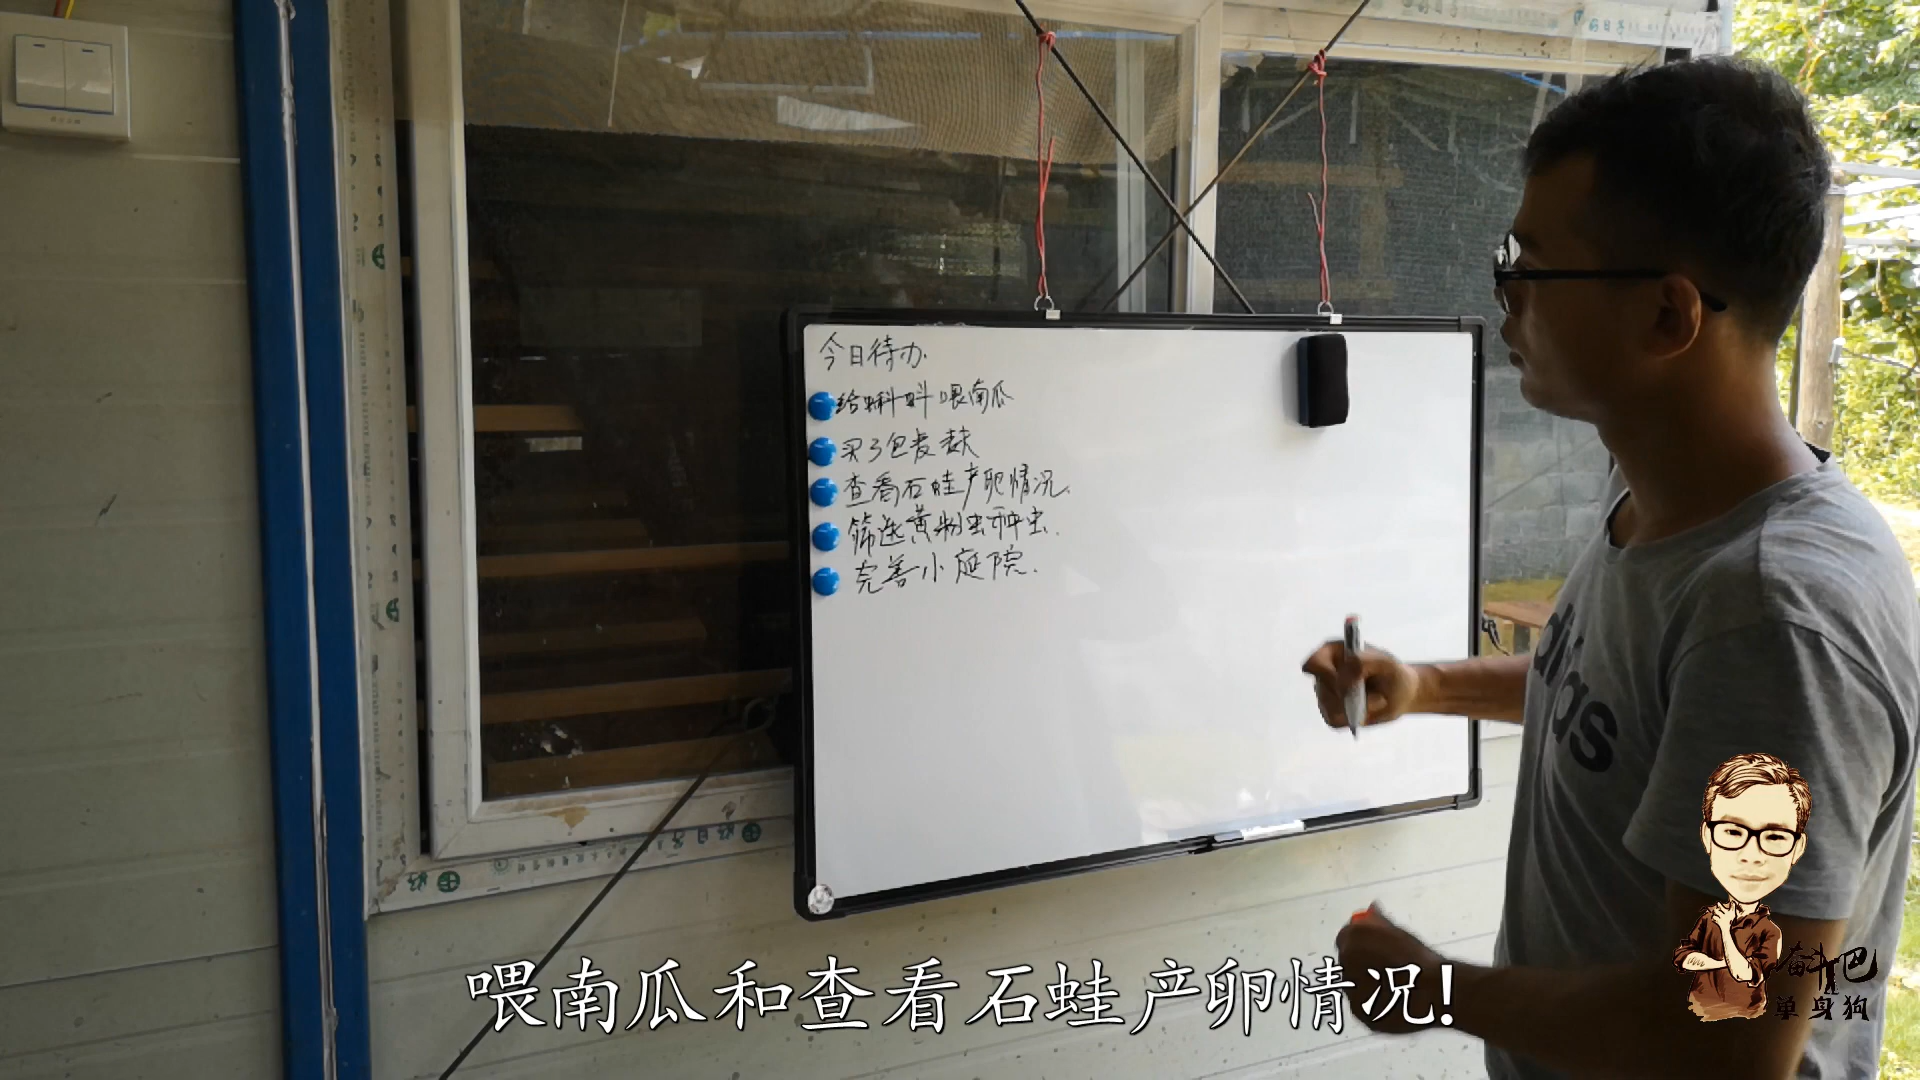 今日待办.
给蝌蚪喂南瓜
买3包麦麸
查看石蛙产卵情况.
筛选黄粉虫种虫.
完善小庭院.
adidas
喂南瓜和查看石蛙产卵情况!
奋斗巴
单身狗